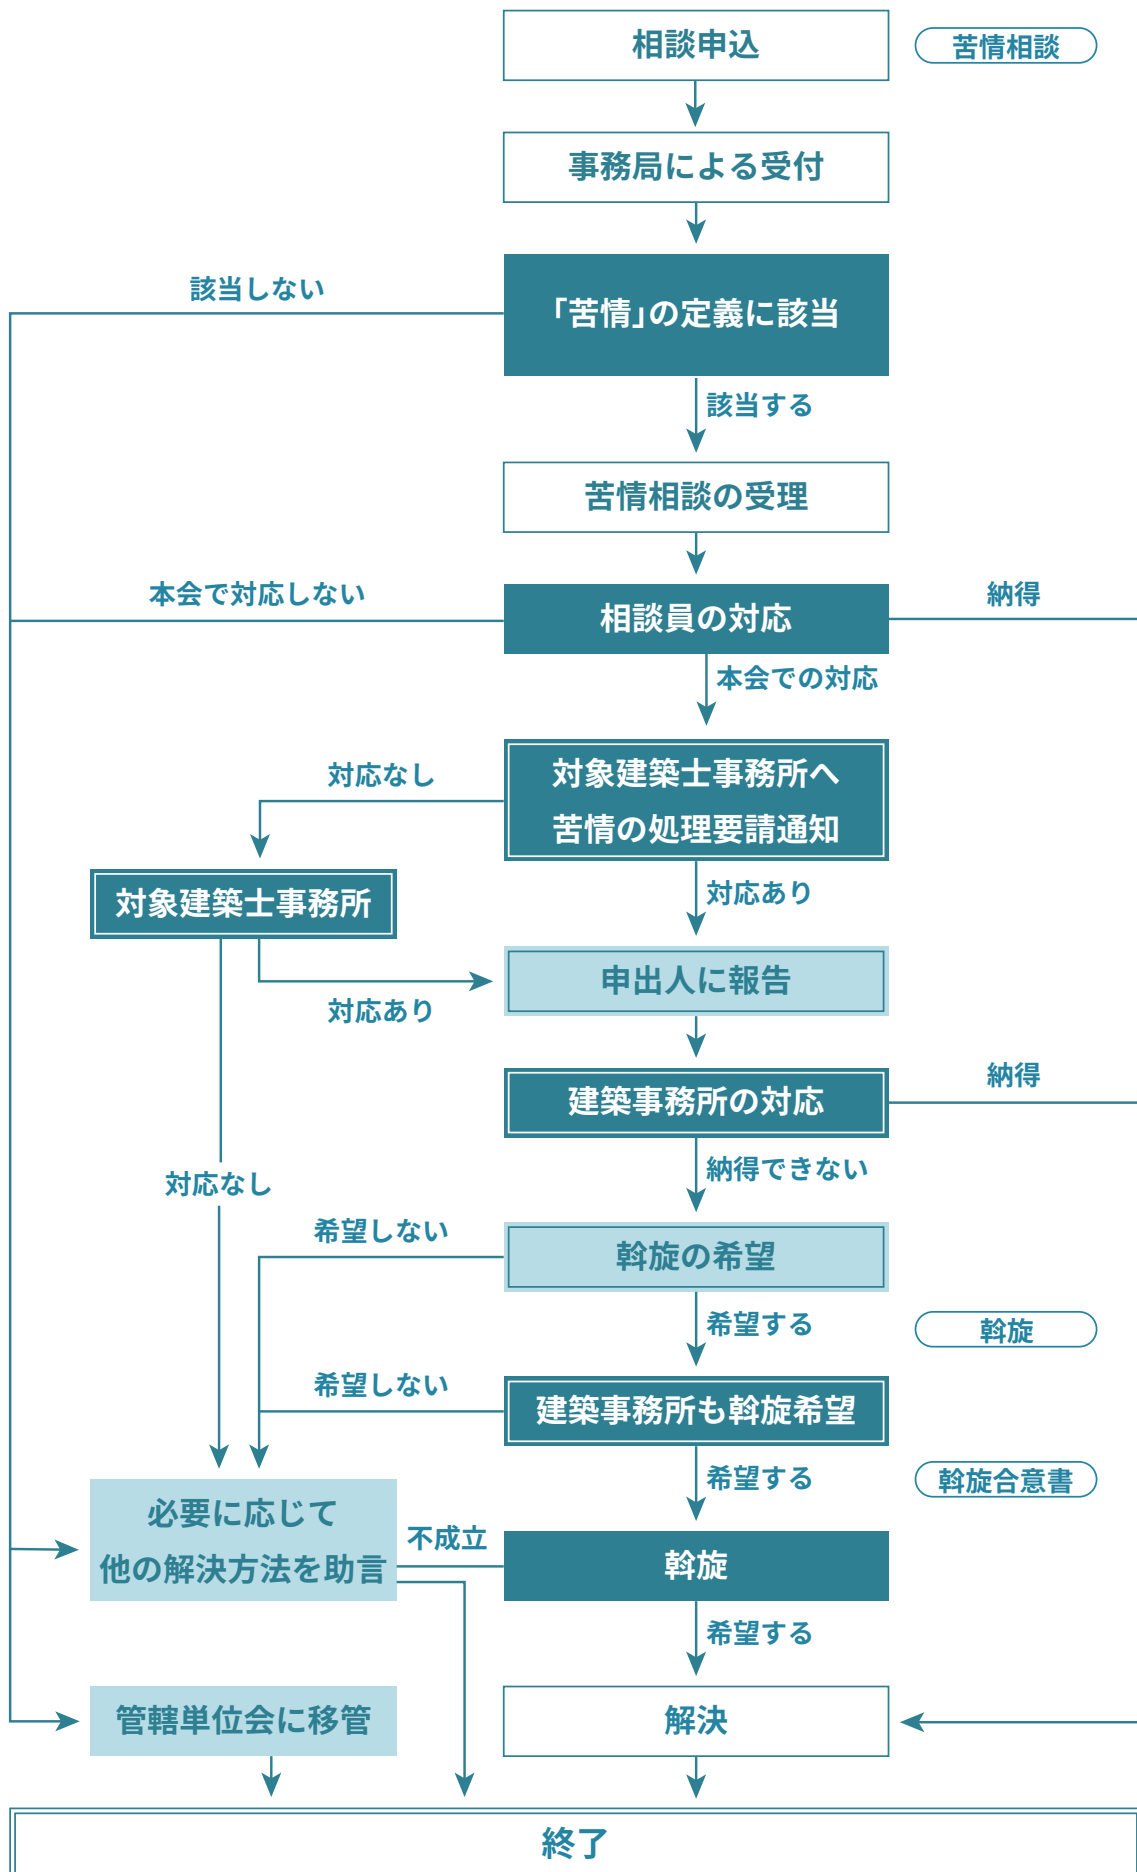 相談申込
苦情相談
事務局による受付
該当しない
「苦情」の定義に該当
該当する
苦情相談の受理
本会で対応しない
相談員の対応
納得
本会での対応
対応なし
対象建築士事務所へ
苦情の処理要請通知
対象建築士事務所
対応あり
申出人に報告
対応あり
建築事務所の対応
納得
納得できない
対応なし
希望しない
斡旋の希望
希望する
斡旋
希望しない
建築事務所も斡旋希望
希望する
斡旋合意書
必要に応じて
他の解決方法を助言
不成立
斡旋
希望する
管轄単位会に移管
解決
終了